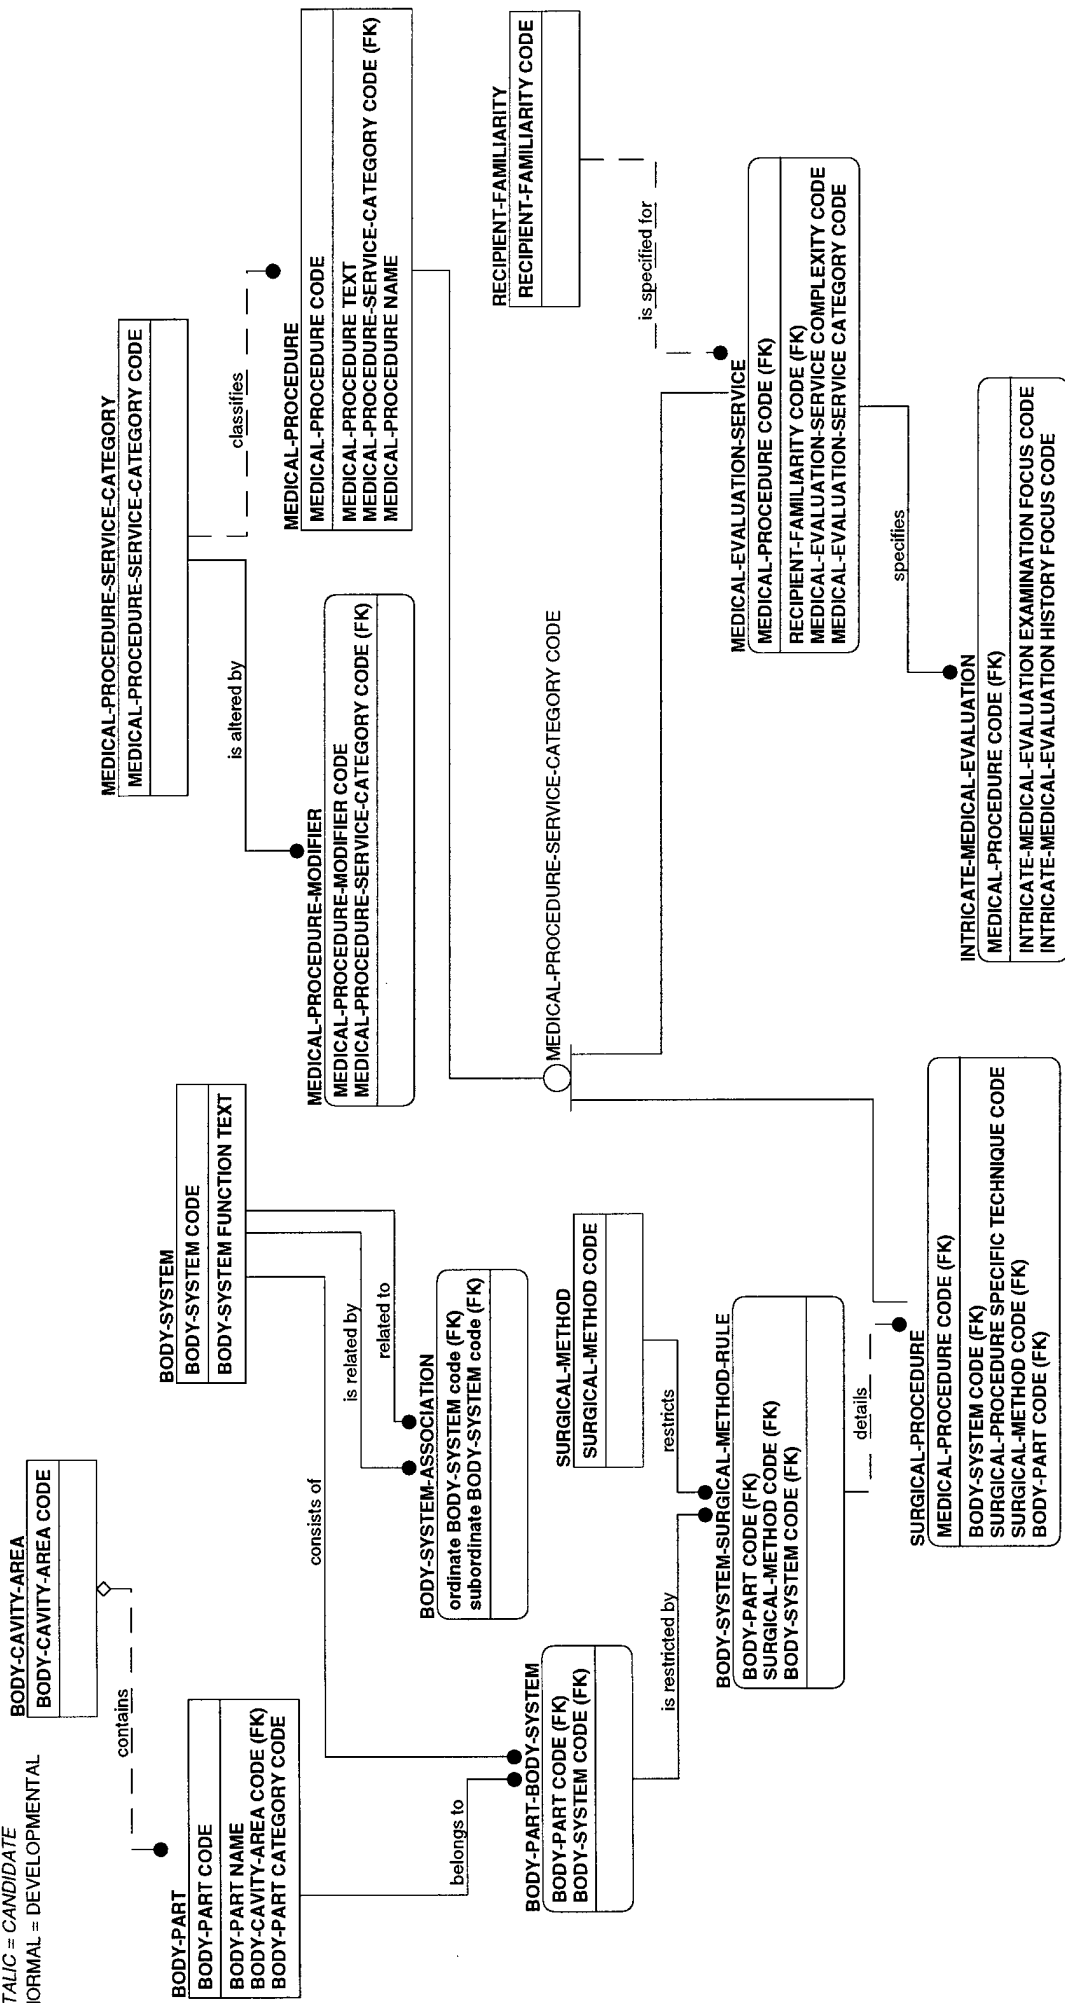 TALIC = CANDIDATE
NORMAL = DEVELOPMENTAL
BODY-CAVITY-AREA
BODY-CAVITY-AREA CODE
contains
BODY-PART
BODY-PART CODE
BODY-PART NAME
BODY-CAVITY-AREA CODE (FK)
BODY-PART CATEGORY CODE
belongs to
BODY-SYSTEM
BODY-SYSTEM CODE
BODY-SYSTEM FUNCTION TEXT
consists of
is related by
related to
BODY-SYSTEM-ASSOCIATION
ordinate BODY-SYSTEM code (FK)
subordinate BODY-SYSTEM code (FK)
BODY-PART-BODY-SYSTEM
BODY-PART CODE (FK)
BODY-SYSTEM CODE (FK)
is restricted by
SURGICAL-METHOD
SURGICAL-METHOD CODE
restricts
BODY-SYSTEM-SURGICAL-METHOD-RULE
BODY-PART CODE (FK)
SURGICAL-METHOD CODE (FK)
BODY-SYSTEM CODE (FK)
details
SURGICAL-PROCEDURE
MEDICAL-PROCEDURE CODE (FK)
BODY-SYSTEM CODE (FK)
SURGICAL-PROCEDURE SPECIFIC TECHNIQUE CODE
SURGICAL-METHOD CODE (FK)
BODY-PART CODE (FK)
MEDICAL-PROCEDURE-SERVICE-CATEGORY
MEDICAL-PROCEDURE-SERVICE-CATEGORY CODE
is altered by
classifies
MEDICAL-PROCEDURE-MODIFIER
MEDICAL-PROCEDURE-MODIFIER CODE
MEDICAL-PROCEDURE-SERVICE-CATEGORY CODE (FK)
MEDICAL-PROCEDURE
MEDICAL-PROCEDURE CODE
MEDICAL-PROCEDURE TEXT
MEDICAL-PROCEDURE-SERVICE-CATEGORY CODE (FK)
MEDICAL-PROCEDURE NAME
MEDICAL-PROCEDURE-SERVICE-CATEGORY CODE
RECIPIENT-FAMILIARITY
RECIPIENT-FAMILIARITY CODE
is specified for
MEDICAL-EVALUATION-SERVICE
MEDICAL-PROCEDURE CODE (FK)
RECIPIENT-FAMILIARITY CODE (FK)
MEDICAL-EVALUATION-SERVICE COMPLEXITY CODE
MEDICAL-EVALUATION-SERVICE CATEGORY CODE
specifies
INTRICATE-MEDICAL-EVALUATION
MEDICAL-PROCEDURE CODE (FK)
INTRICATE-MEDICAL-EVALUATION EXAMINATION FOCUS CODE
INTRICATE-MEDICAL-EVALUATION HISTORY FOCUS CODE